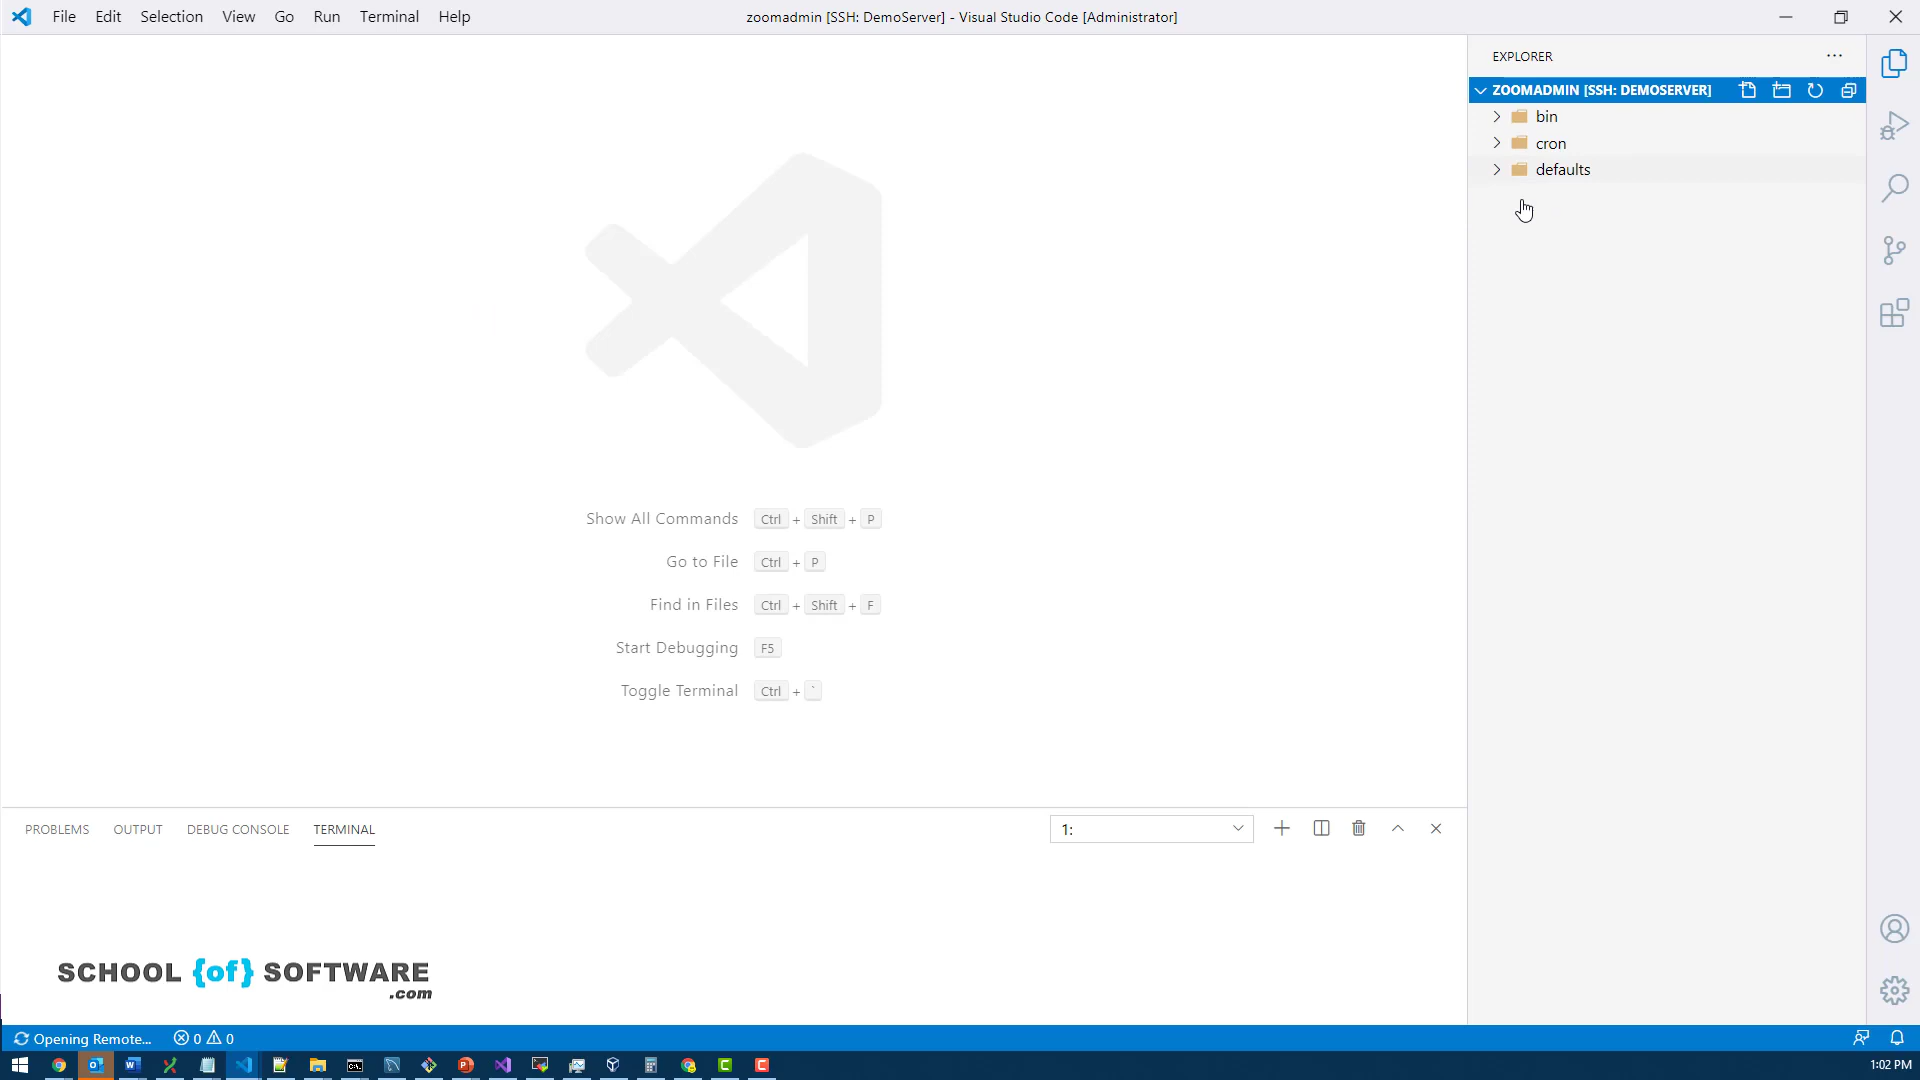 File Edit Selection View Go Run Terminal Help
zoomadmin [SSH: DemoServer] - Visual Studio Code [Administrator]
EXPLORER
ZOOMADMIN [SSH: DEMOSERVER]
bin
cron
defaults
Show All Commands Ctrl + Shift + P
Go to File Ctrl + P
Find in Files Ctrl + Shift + F
Start Debugging F5
Toggle Terminal Ctrl + `
PROBLEMS OUTPUT DEBUG CONSOLE TERMINAL
1:
SCHOOL {of} SOFTWARE
.com
Opening Remote... 0 0
1:02 PM